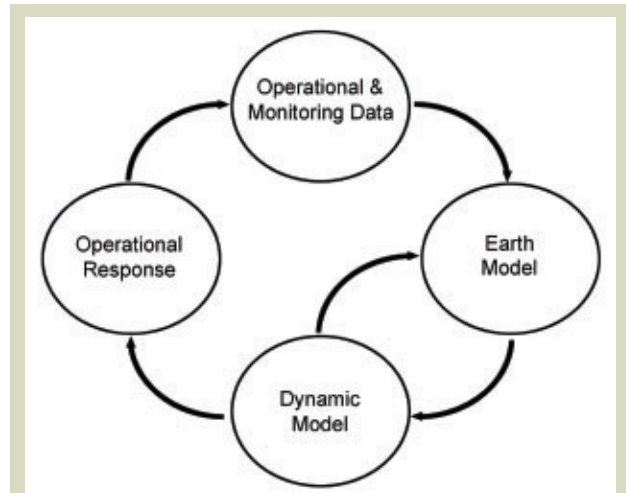 Operational &
Monitoring Data
Operational
Response
Earth
Model
Dynamic
Model